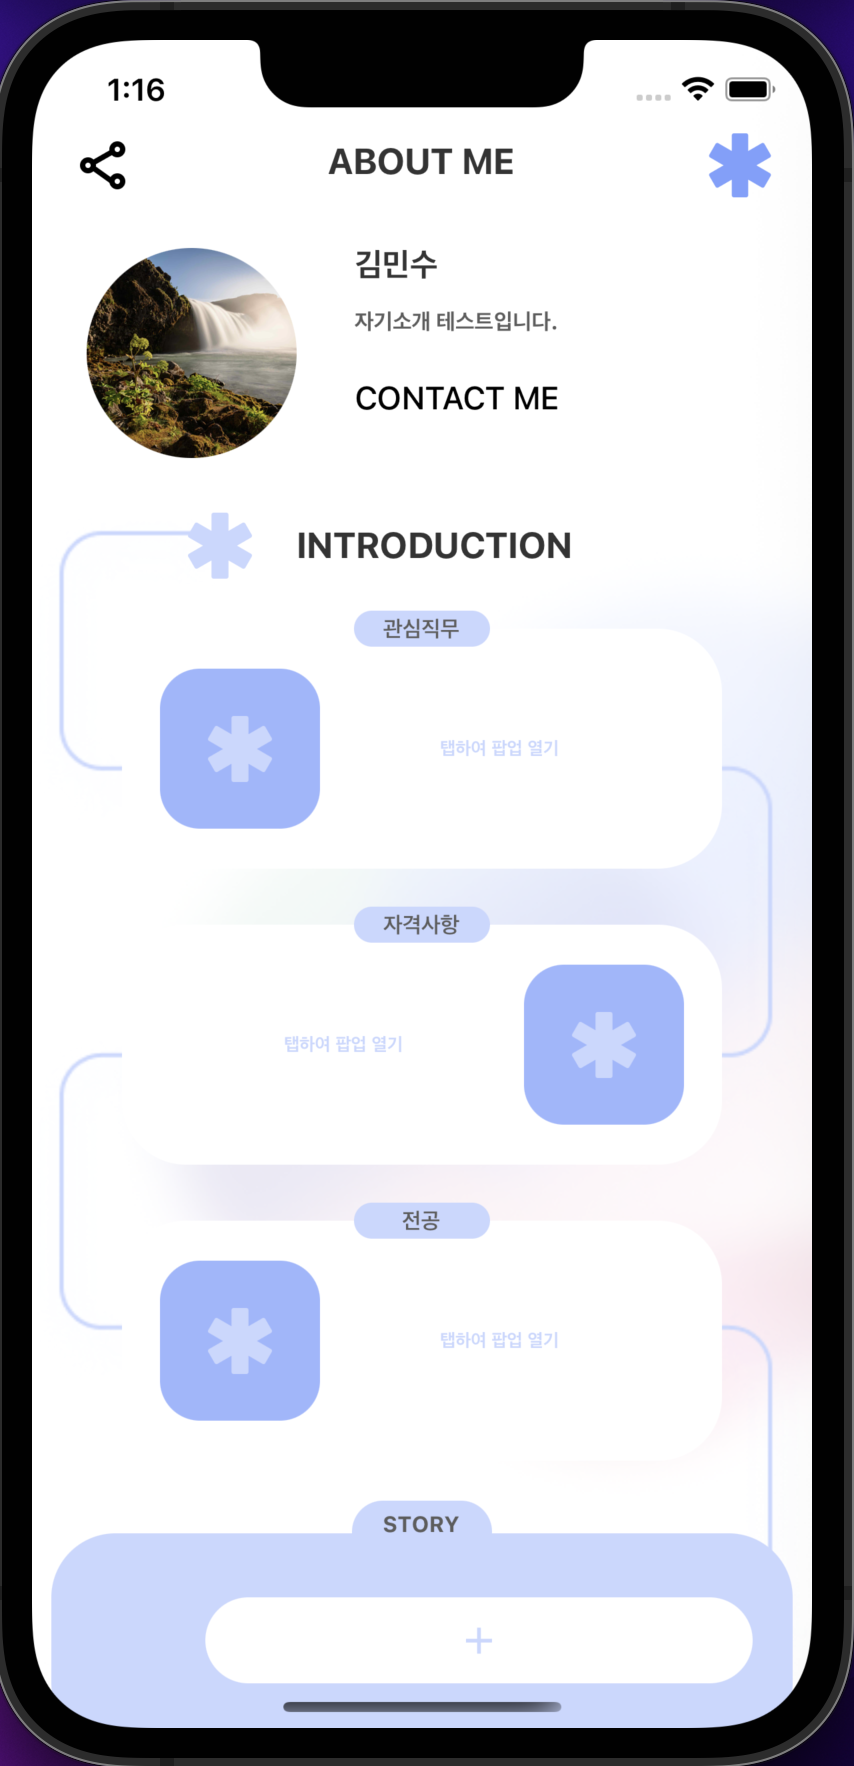 1:16
ABOUT ME
김민수
자기소개 테스트입니다.
CONTACT ME
INTRODUCTION
관심직무
탭하여 팝업 열기
자격사항
탭하여 팝업 열기
전공
탭하여 팝업 열기
STORY
+